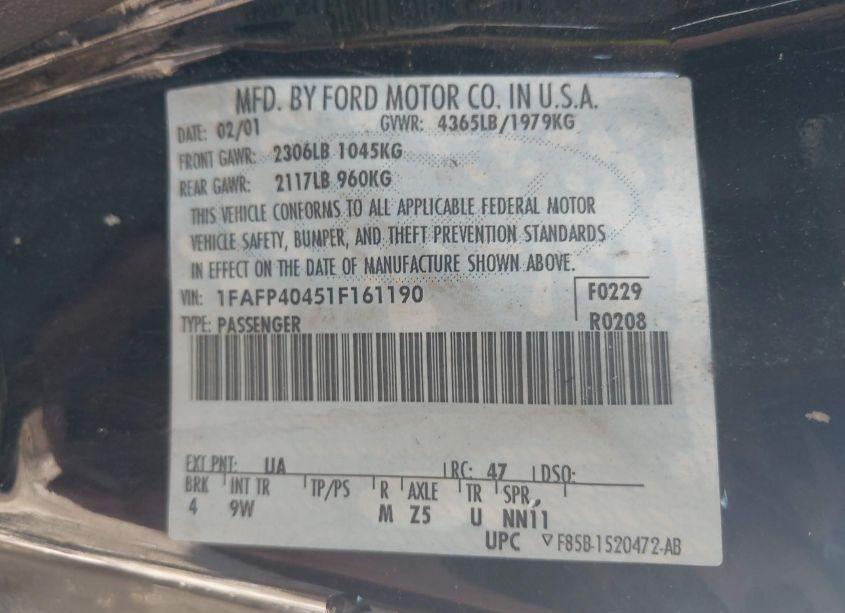 MFD. BY FORD MOTOR CO. IN U.S.A.
DATE: 02/01 GVWR: 4365LB/1979KG
FRONT GAWR: 2306LB 1045KG
REAR GAWR: 2117LB 960KG
THIS VEHICLE CONFORMS TO ALL APPLICABLE FEDERAL MOTOR
VEHICLE SAFETY, BUMPER, AND THEFT PREVENTION STANDARDS
IN EFFECT ON THE DATE OF MANUFACTURE SHOWN ABOVE.
VIN: 1FAFP40451F161190 F0229
TYPE: PASSENGER R0208
EXT PNT: UA RC: 47 DSO:
BRK INT TR TP/PS R AXLE TR SPR
4 9W M Z5 U NN11
UPC F85B-1520472-AB